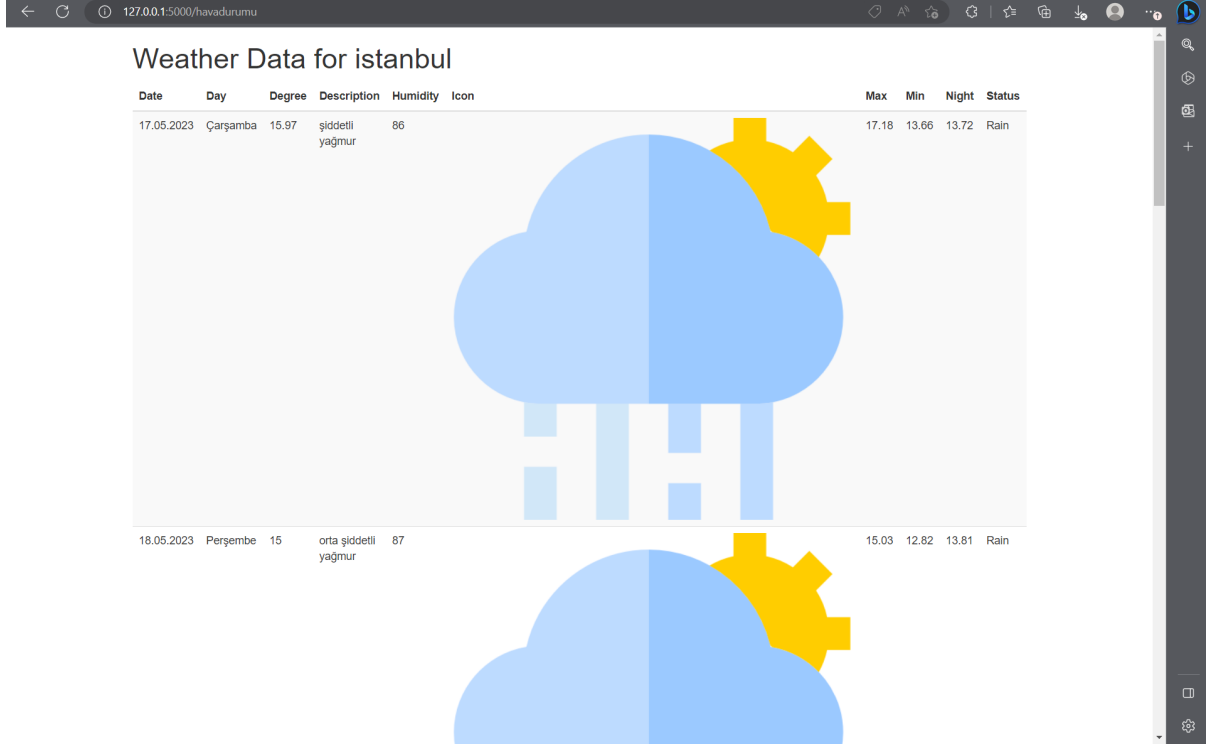 127.0.0.1:5000/havadurumu
Weather Data for istanbul
Date Day Degree Description Humidity Icon Max Min Night Status
17.05.2023 Çarşamba 15.97 şiddetli 86 17.18 13.66 13.72 Rain
yağmur
18.05.2023 Perşembe 15 orta şiddetli 87 15.03 12.82 13.81 Rain
yağmur